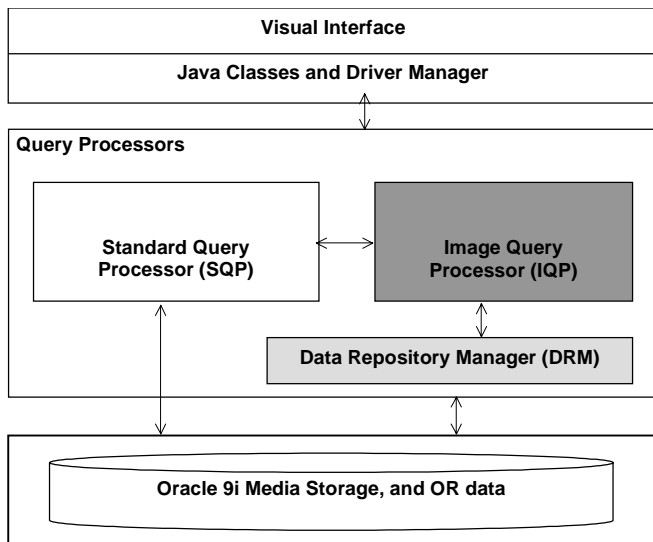 Visual Interface
Java Classes and Driver Manager
Query Processors
Standard Query
Processor (SQP)
Image Query
Processor (IQP)
Data Repository Manager (DRM)
Oracle 9i Media Storage, and OR data